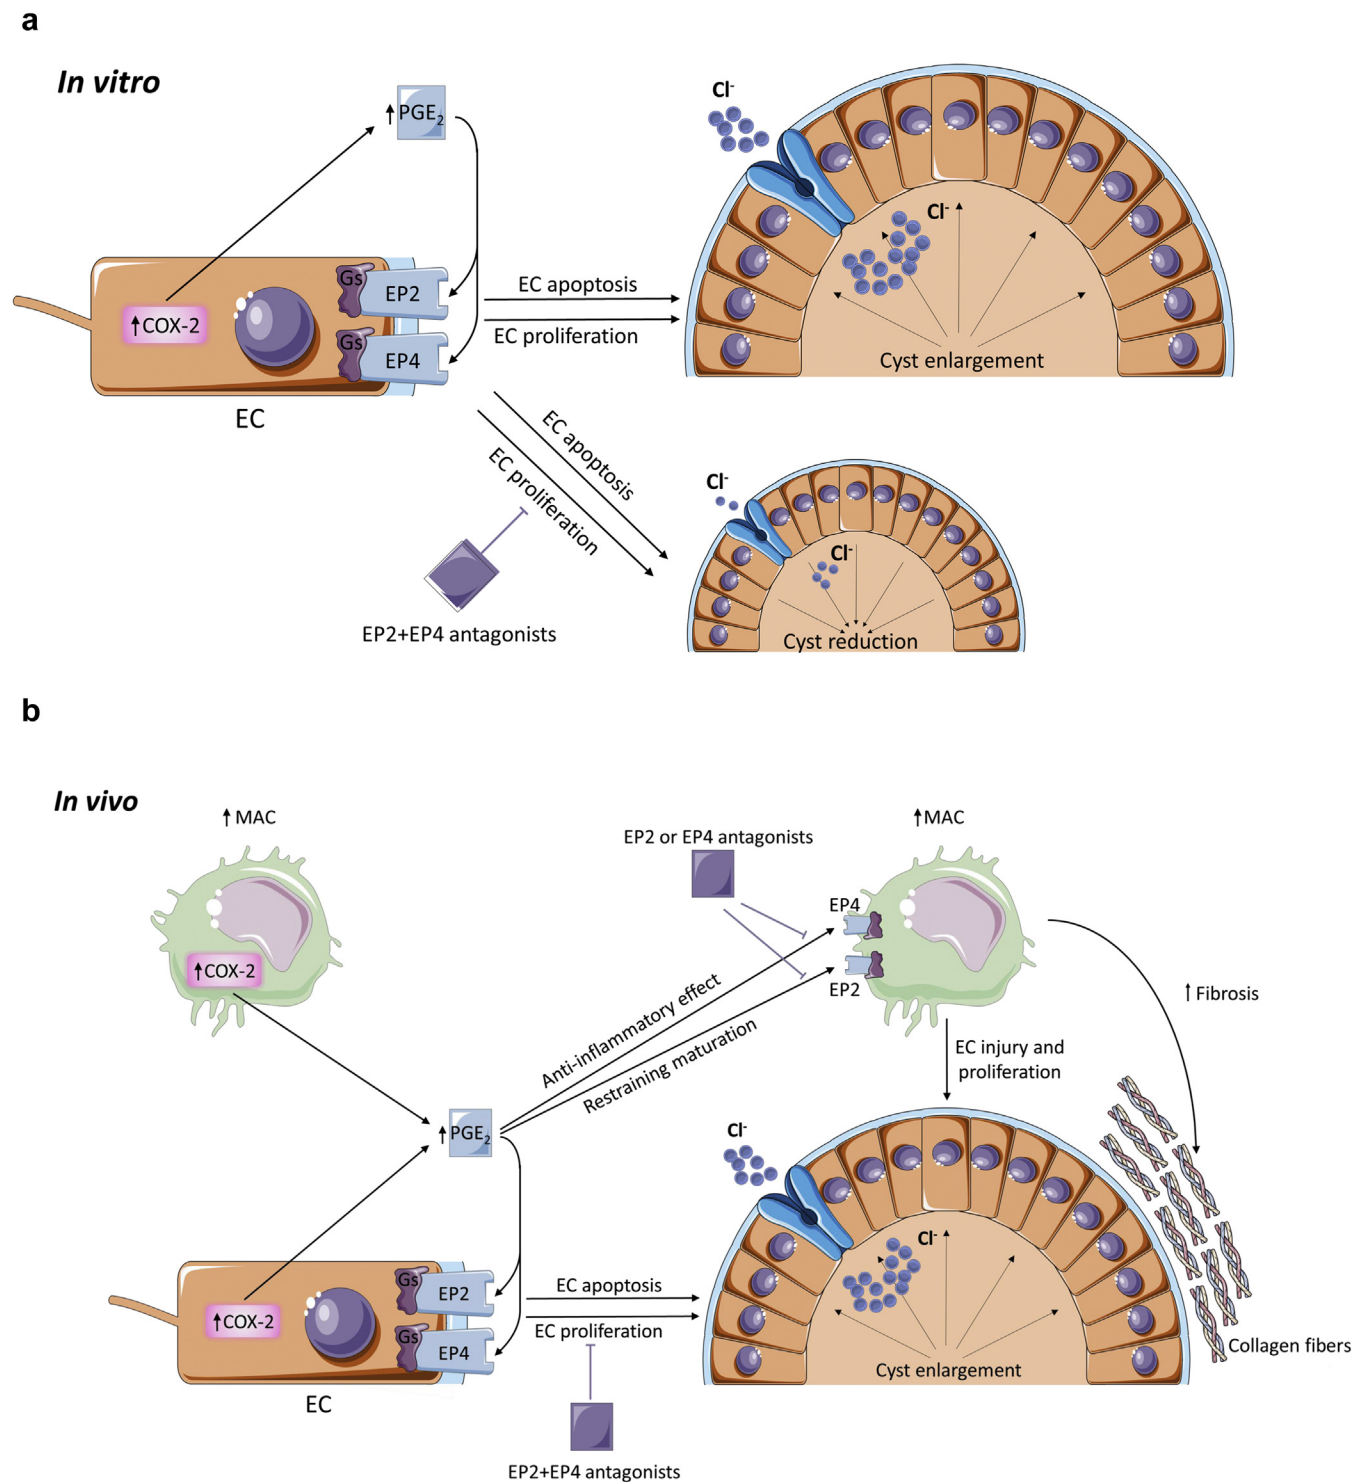 a
In vitro
Cl-
↑ PGE2
Cl-
Gs
EP2
EC apoptosis
↑COX-2
EC proliferation
Gs
EP4
Cyst enlargement
EC
EC apoptosis
EC proliferation
Cl-
Cl-
EP2+EP4 antagonists
Cyst reduction
b
In vivo
↑ MAC
↑MAC
EP2 or EP4 antagonists
EP4
↑COX-2
EP2
Anti-inflammatory effect
Restraining maturation
↑ Fibrosis
EC injury and
proliferation
↑ PGE2
Cl-
Cl-
Gs
EP2
EC apoptosis
↑COX-2
EC proliferation
Gs
EP4
Collagen fibers
Cyst enlargement
EC
EP2+EP4 antagonists